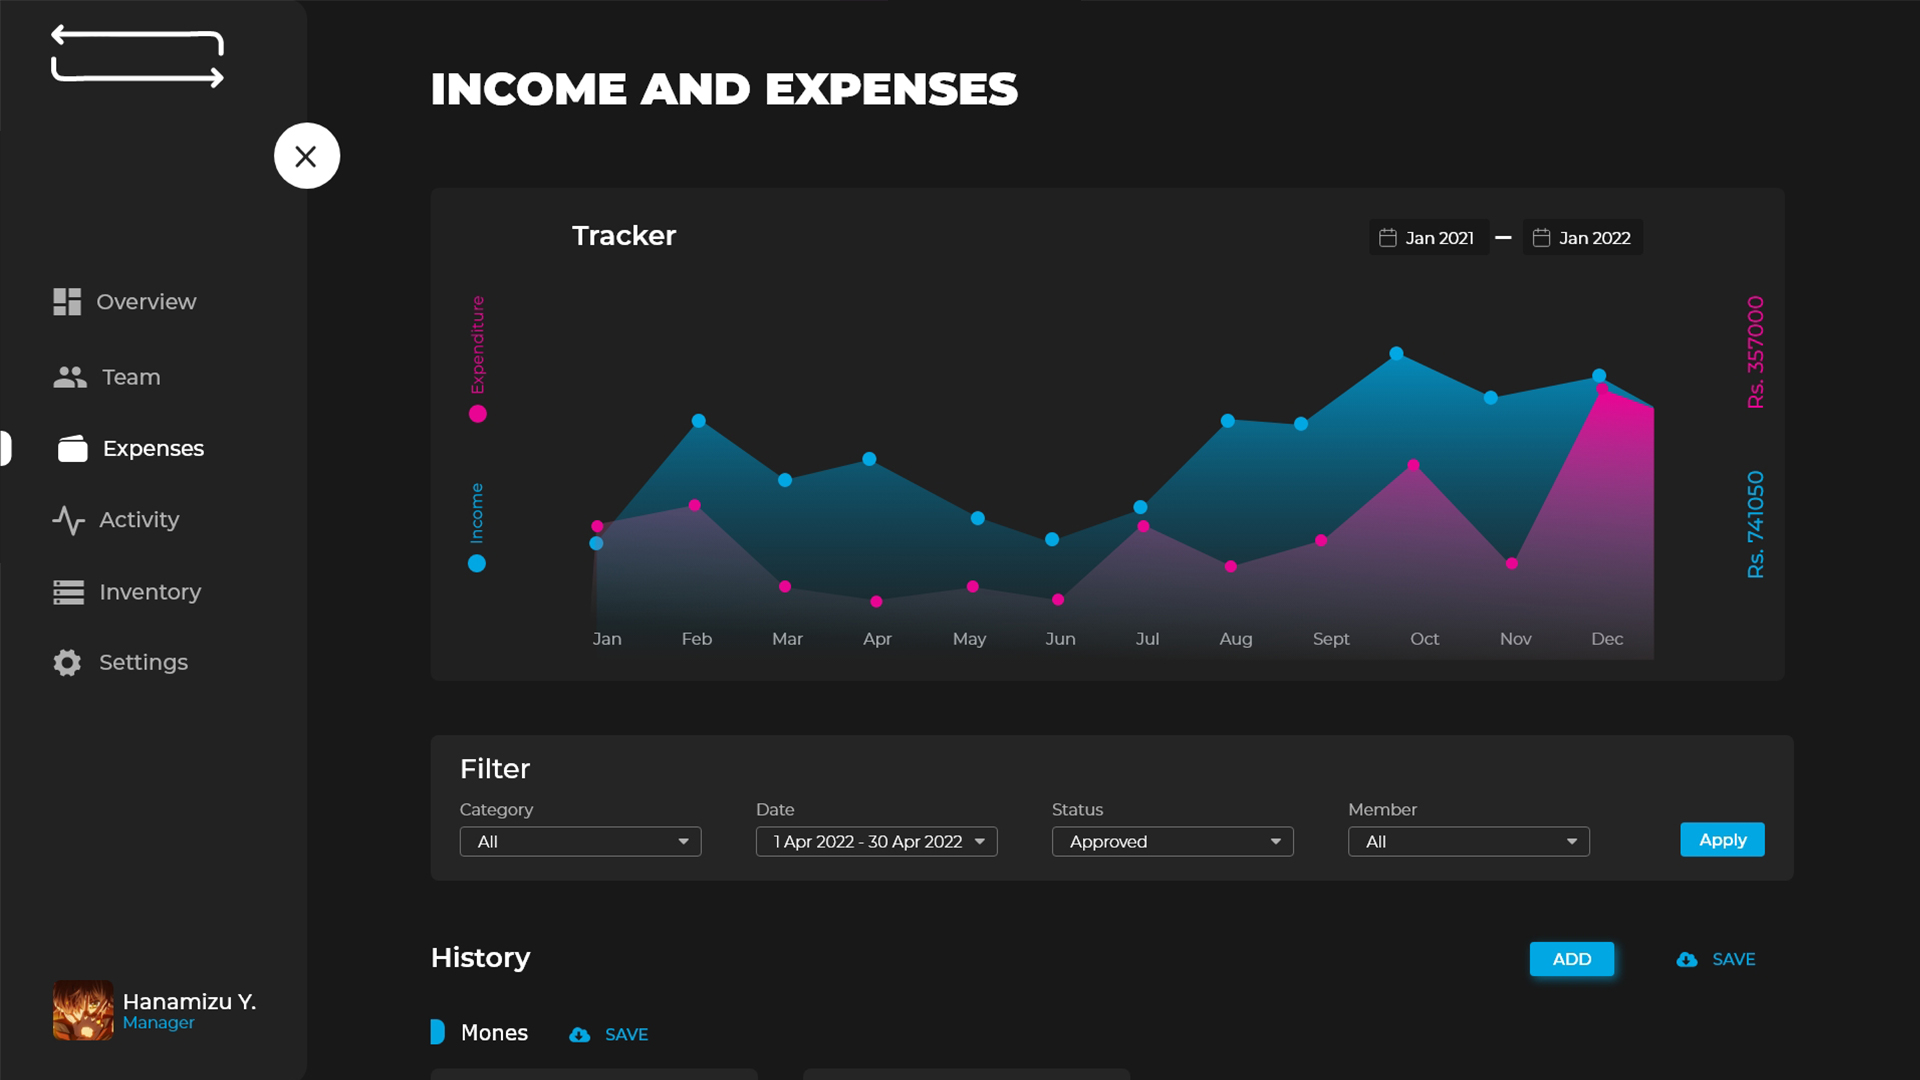 INCOME AND EXPENSES
Overview
Team
Expenses
Activity
Inventory
Settings
Hanamizu Y.
Manager
Tracker
Jan 2021 – Jan 2022
Expenditure
Income
Rs. 357000
Rs. 741050
Jan Feb Mar Apr May Jun Jul Aug Sept Oct Nov Dec
Filter
Category Date Status Member
All 1 Apr 2022 - 30 Apr 2022 Approved All Apply
History ADD SAVE
Mones SAVE